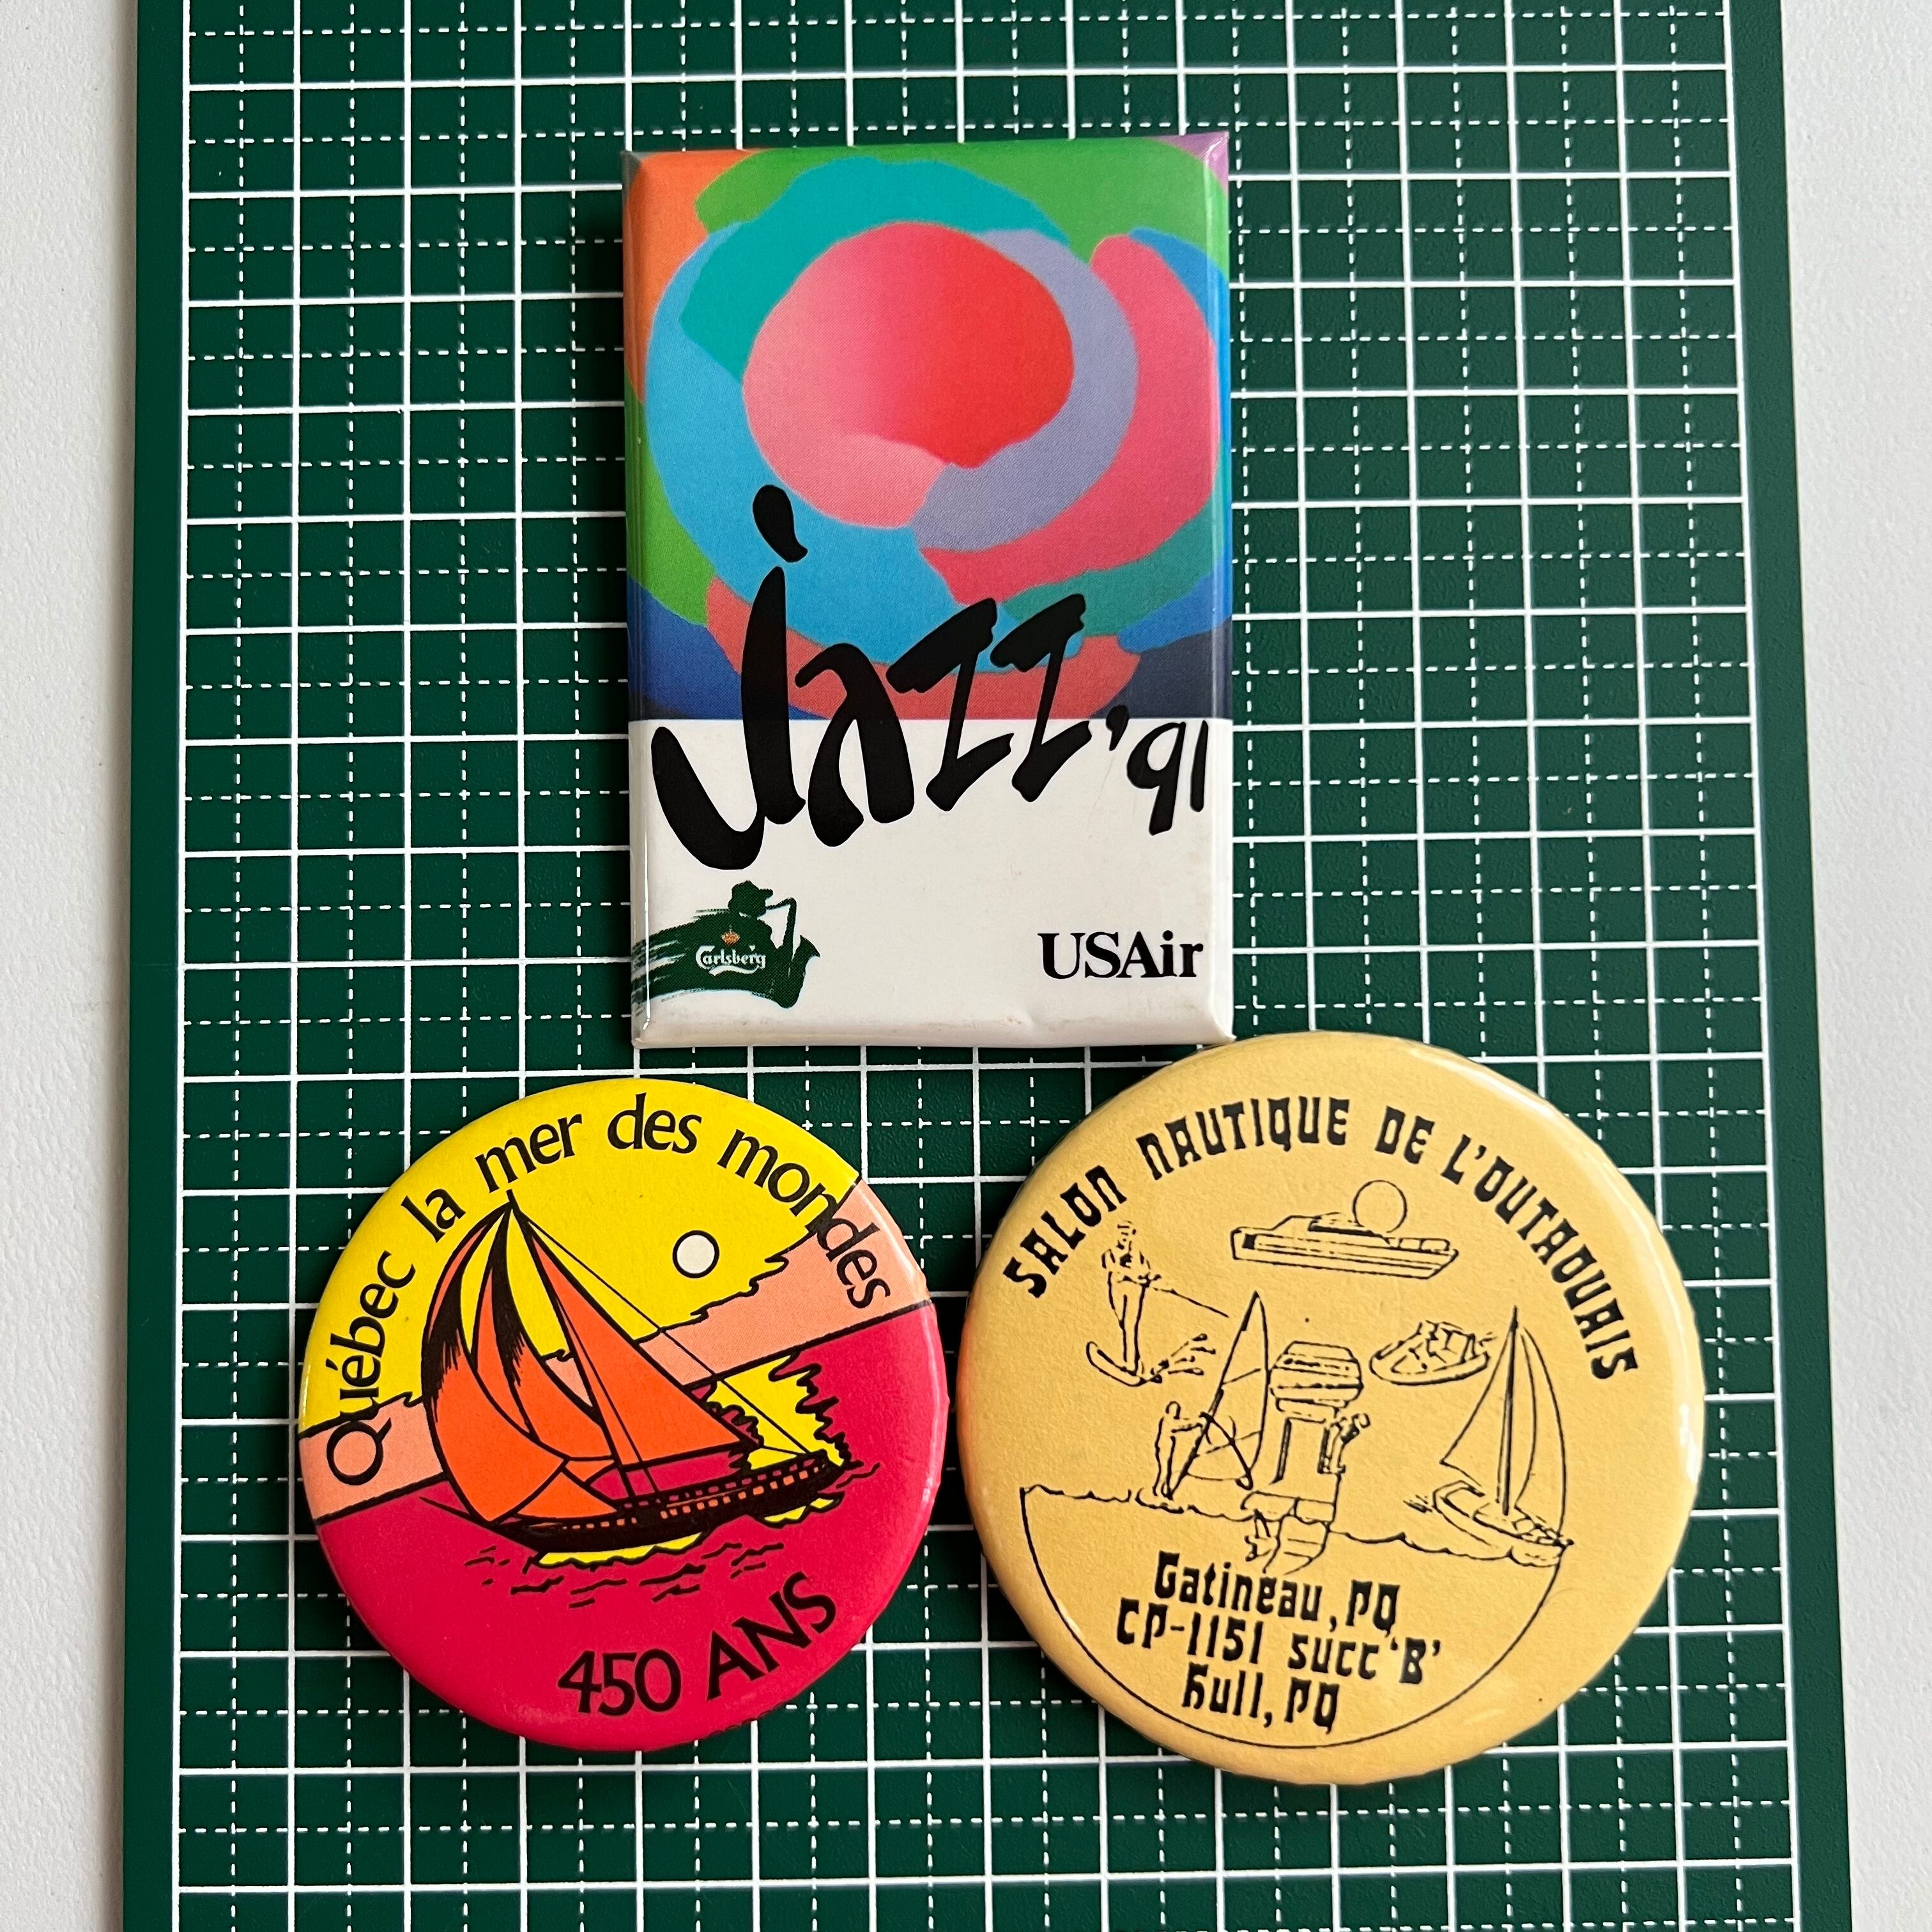 Jazz '91
Carlsberg
USAir
Québec la mer des mondes
450 ANS
SALON NAUTIQUE DE L'OUTAOUAIS
Gatineau, PQ
CP-1151 succ 'B'
Hull, PQ